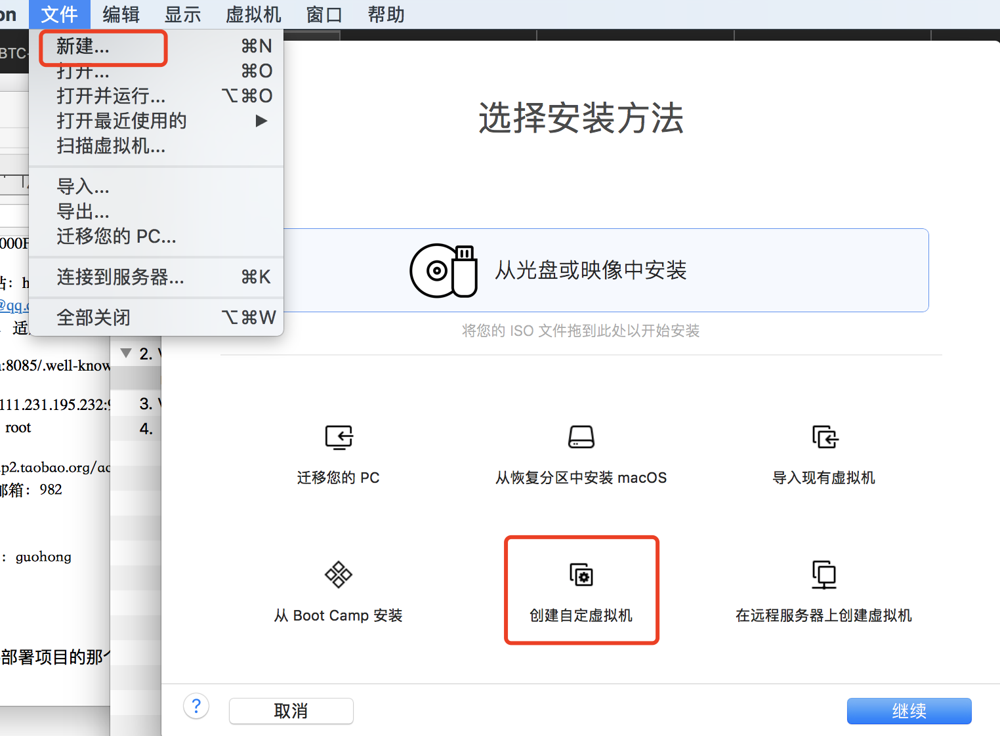 on 文件 编辑 显示 虚拟机 窗口 帮助
BTC-
新建... ⌘N
打开... ⌘O
打开并运行... ⌥⌘O
打开最近使用的 ▶
扫描虚拟机...
导入...
导出...
迁移您的 PC...
连接到服务器... ⌘K
全部关闭 ⌥⌘W
000F
站：h
@qq.c
适
:8085/.well-know
111.231.195.232:9
root
p2.taobao.org/ac
邮箱：982
：guohong
部署项目的那个
▼ 2. V
3. V
4.
选择安装方法
从光盘或映像中安装
将您的 ISO 文件拖到此处以开始安装
迁移您的 PC
从恢复分区中安装 macOS
导入现有虚拟机
从 Boot Camp 安装
创建自定虚拟机
在远程服务器上创建虚拟机
?
取消
继续